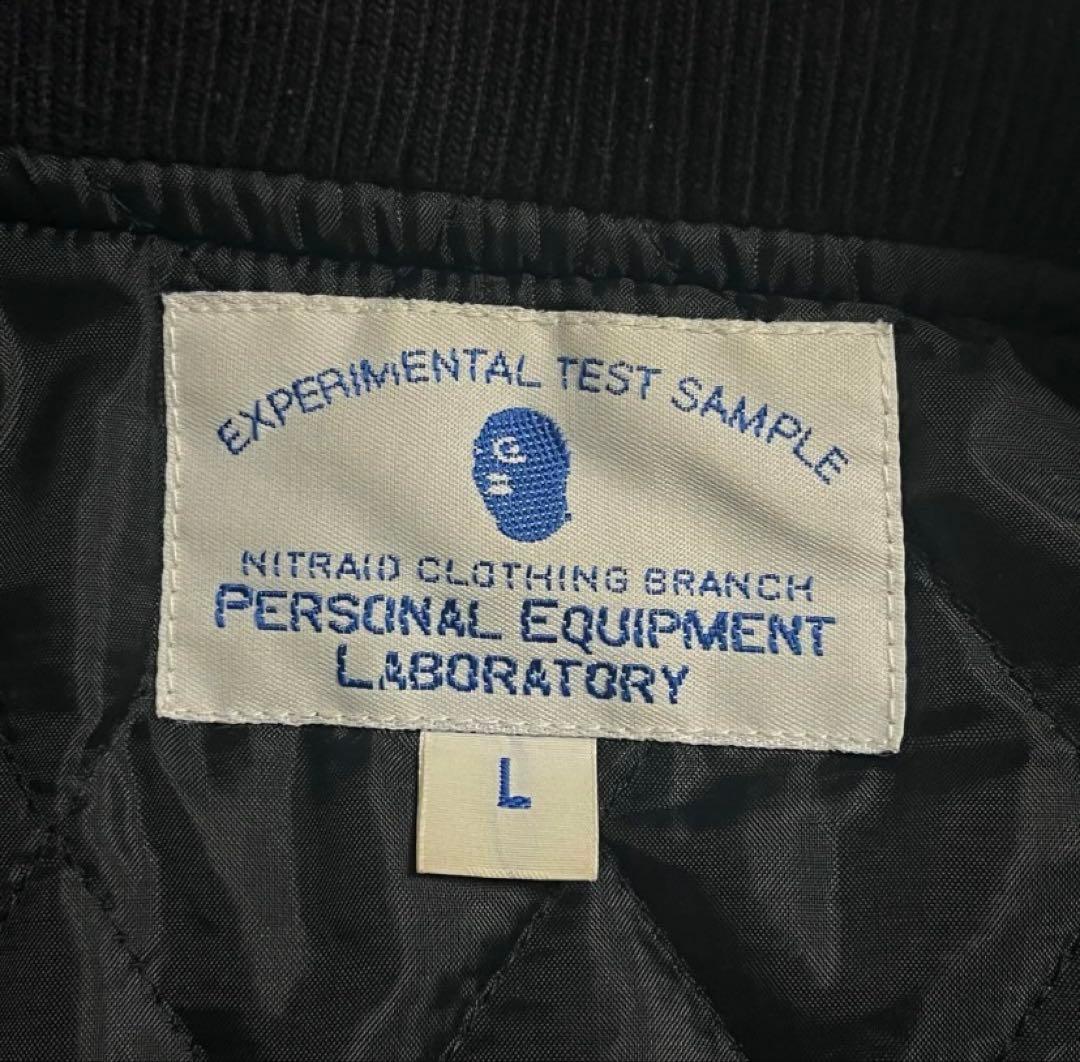 EXPERIMENTAL TEST SAMPLE
NITRAID CLOTHING BRANCH
PERSONAL EQUIPMENT
LABORATORY
L